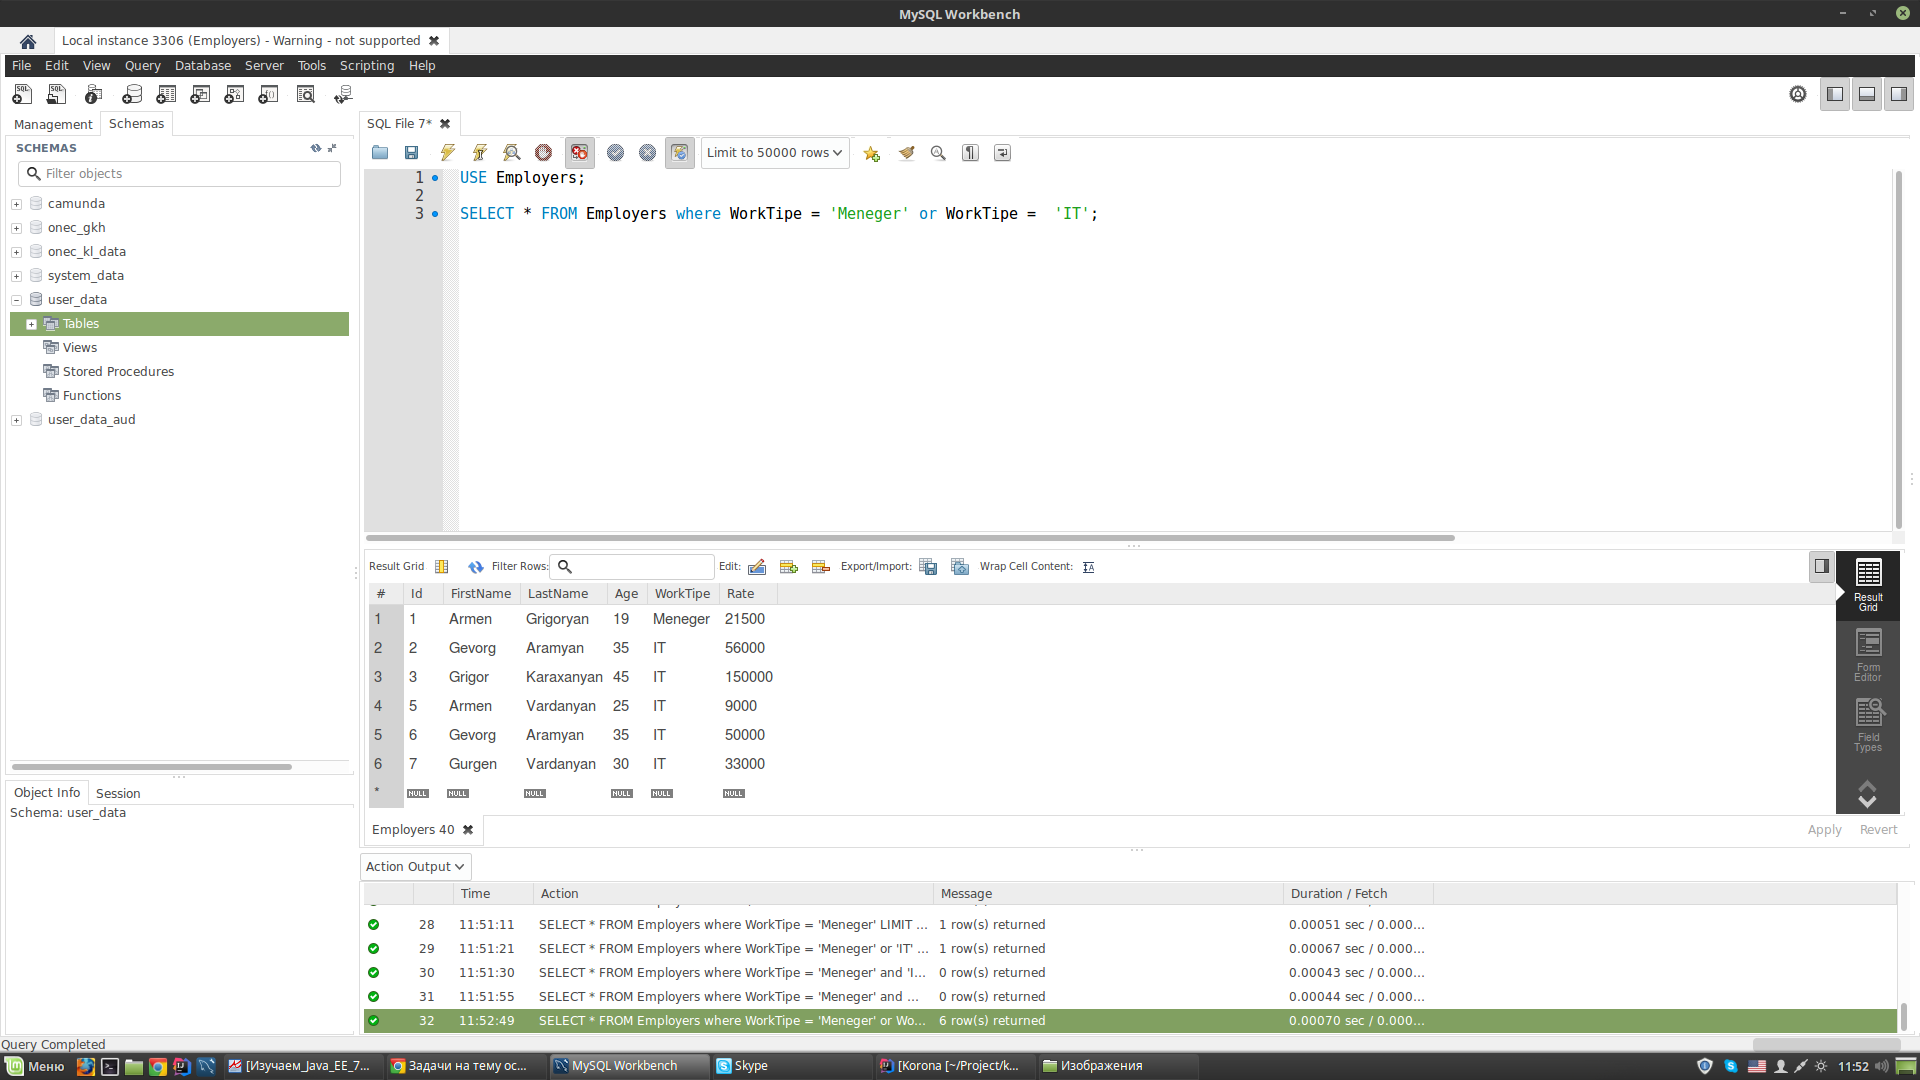 MySQL Workbench
Local instance 3306 (Employers) - Warning - not supported
File Edit View Query Database Server Tools Scripting Help
Management Schemas
SQL File 7*
SCHEMAS
Filter objects
camunda
onec_gkh
onec_kl_data
system_data
user_data
Tables
Views
Stored Procedures
Functions
user_data_aud
Object Info Session
Schema: user_data
Limit to 50000 rows
1 USE Employers;
2
3 SELECT * FROM Employers where WorkTipe = 'Meneger' or WorkTipe =  'IT';
Result Grid Filter Rows: Edit: Export/Import: Wrap Cell Content:
# Id FirstName LastName Age WorkTipe Rate
1 1 Armen Grigoryan 19 Meneger 21500
2 2 Gevorg Aramyan 35 IT 56000
3 3 Grigor Karaxanyan 45 IT 150000
4 5 Armen Vardanyan 25 IT 9000
5 6 Gevorg Aramyan 35 IT 50000
6 7 Gurgen Vardanyan 30 IT 33000
* NULL NULL NULL NULL NULL NULL
Result
Grid
Form
Editor
Field
Types
Employers 40
Apply Revert
Action Output
Time Action Message Duration / Fetch
28 11:51:11 SELECT * FROM Employers where WorkTipe = 'Meneger' LIMIT ... 1 row(s) returned 0.00051 sec / 0.000...
29 11:51:21 SELECT * FROM Employers where WorkTipe = 'Meneger' or 'IT' ... 1 row(s) returned 0.00067 sec / 0.000...
30 11:51:30 SELECT * FROM Employers where WorkTipe = 'Meneger' and 'I... 0 row(s) returned 0.00043 sec / 0.000...
31 11:51:55 SELECT * FROM Employers where WorkTipe = 'Meneger' and ... 0 row(s) returned 0.00044 sec / 0.000...
32 11:52:49 SELECT * FROM Employers where WorkTipe = 'Meneger' or Wo... 6 row(s) returned 0.00070 sec / 0.000...
Query Completed
Меню [Изучаем_Java_EE_7... Задачи на тему ос... MySQL Workbench Skype [Korona [~/Project/k... Изображения 11:52